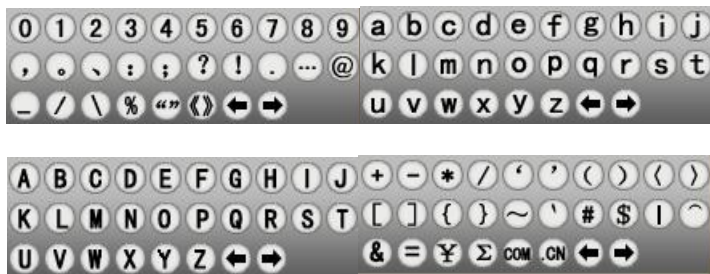 0 1 2 3 4 5 6 7 8 9
, 。 、 : ; ? ! . … @
_ / \ % “” 《》 ← →
a b c d e f g h i j
k l m n o p q r s t
u v w x y z ← →
A B C D E F G H I J
K L M N O P Q R S T
U V W X Y Z ← →
+ - * / ‘ ’ ( ) 〈 〉
[ ] { } ～ ` # $ | ^
& = ¥ Σ COM .CN ← →